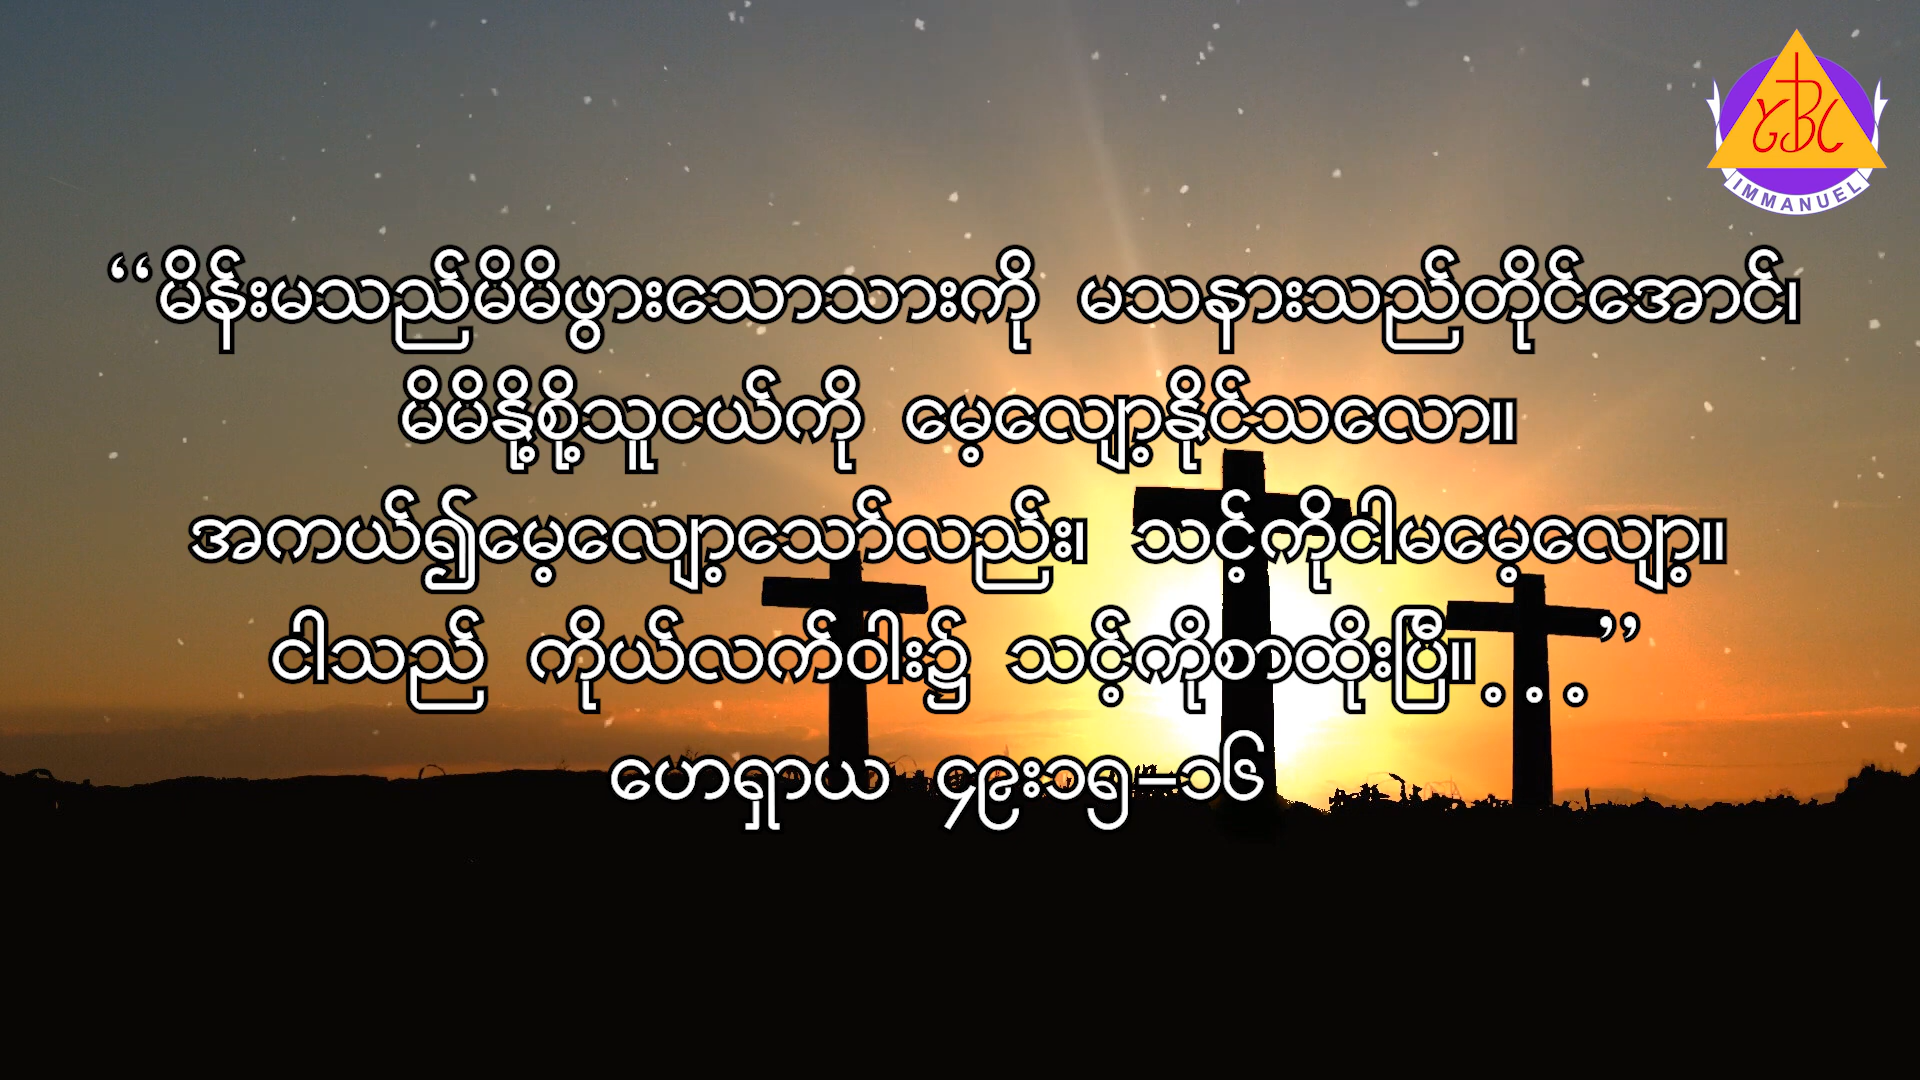 YBC
IMMANUEL
“မိန်းမသည်မိမိဖွားသောသားကို မသနားသည်တိုင်အောင်၊
မိမိနို့စို့သူငယ်ကို မေ့လျော့နိုင်သလော။
အကယ်၍မေ့လျော့သော်လည်း၊ သင့်ကိုငါမမေ့လျော့။
ငါသည် ကိုယ်လက်ဝါး၌ သင့်ကိုစာထိုးပြီ။့ ့ ့”
ဟေရှာယ ၄၉း၁၅-၁၆